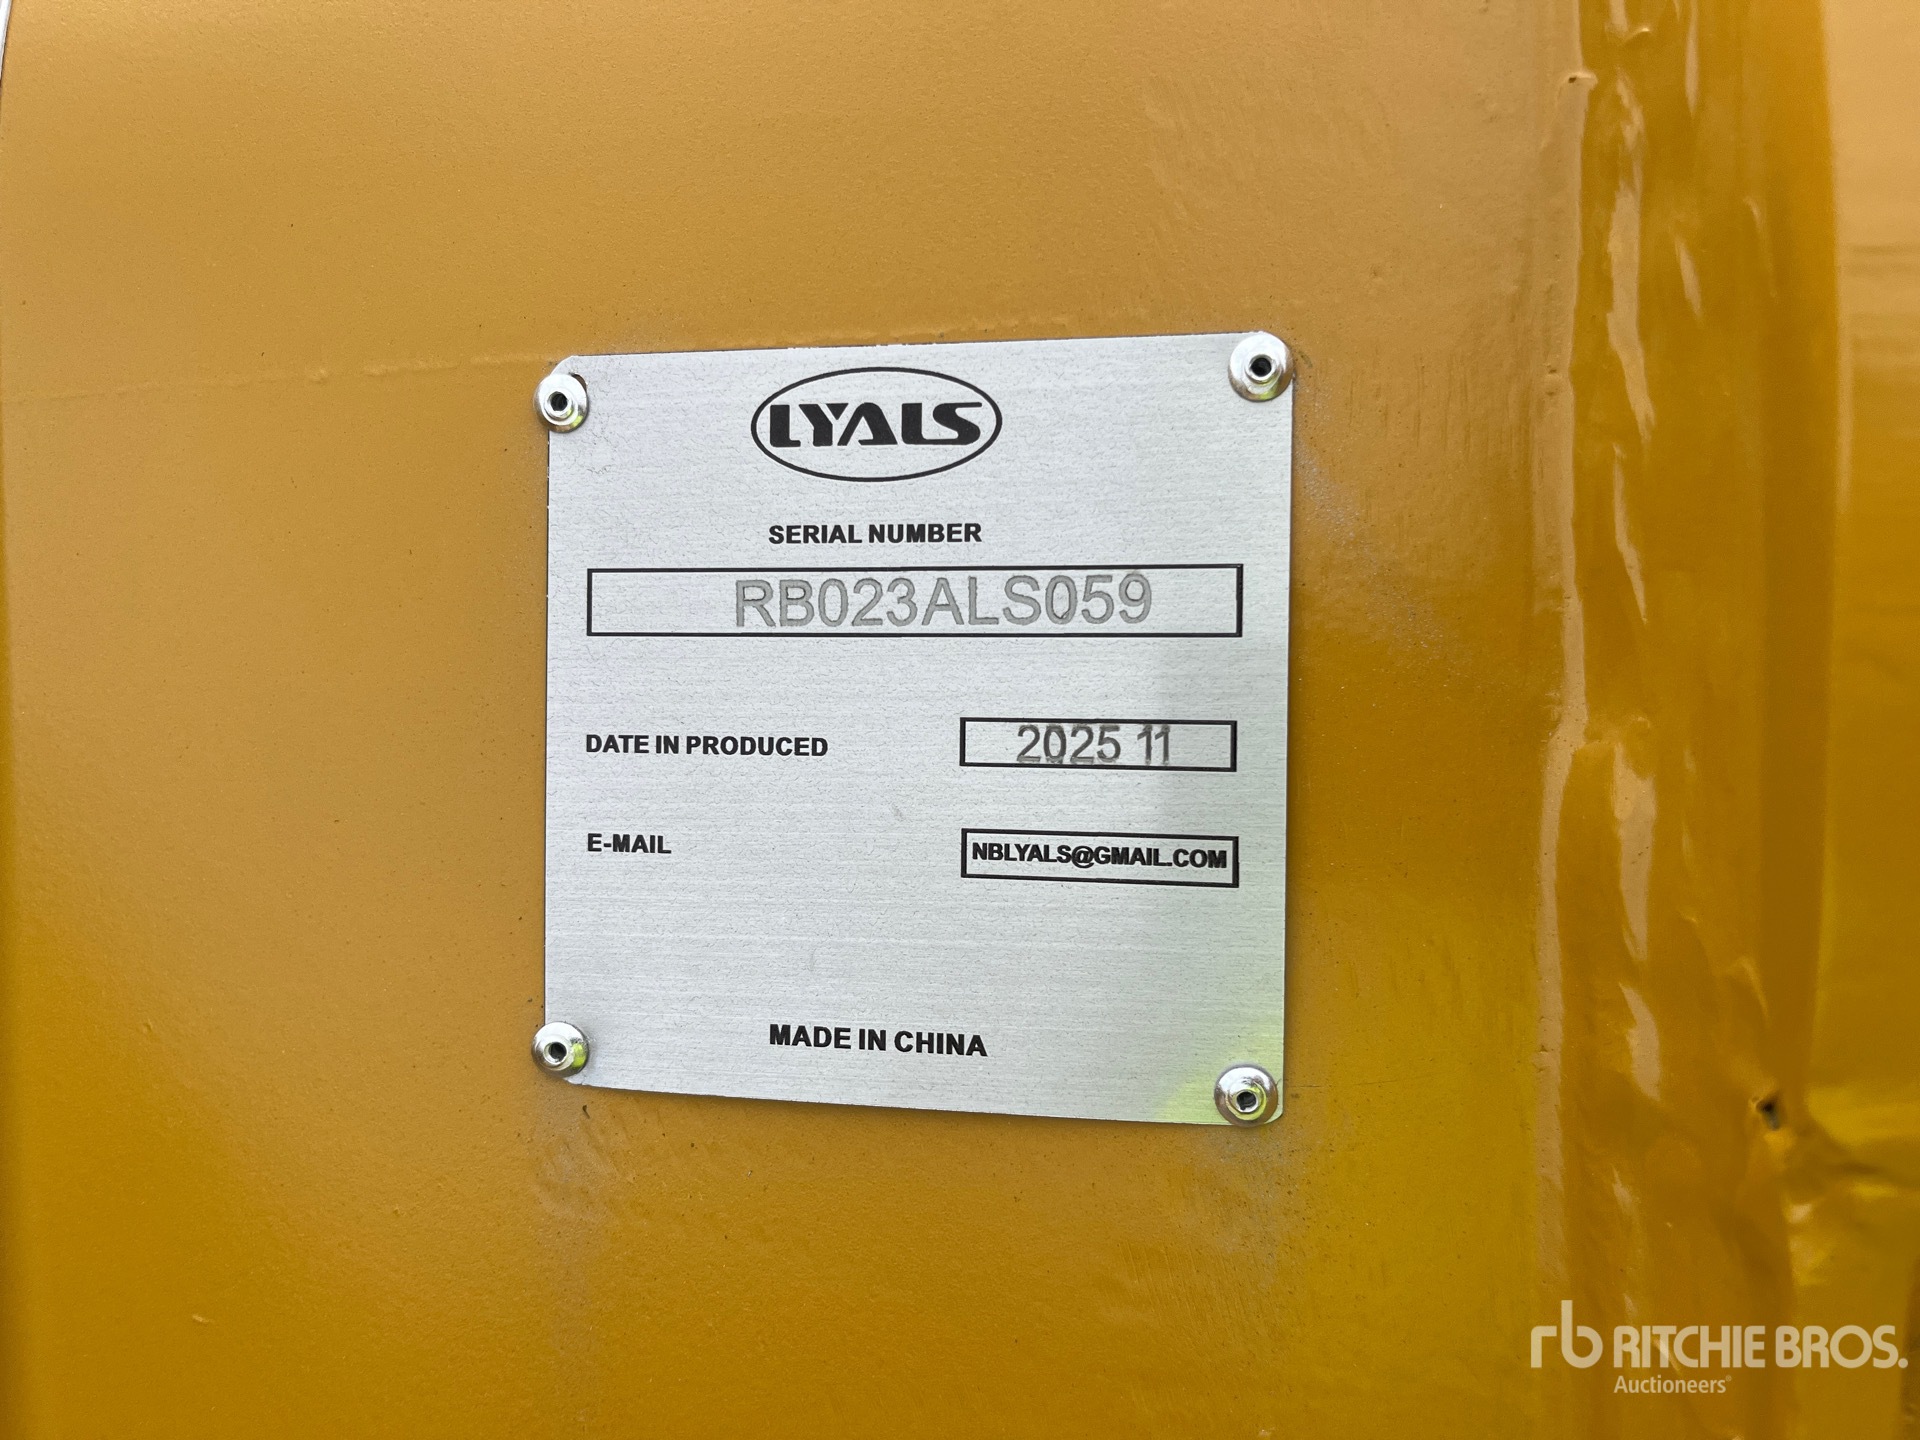 LYALS
SERIAL NUMBER
RB023ALS059
DATE IN PRODUCED 2025 11
E-MAIL NBLYALS@GMAIL.COM
MADE IN CHINA
rb RITCHIE BROS.
Auctioneers®